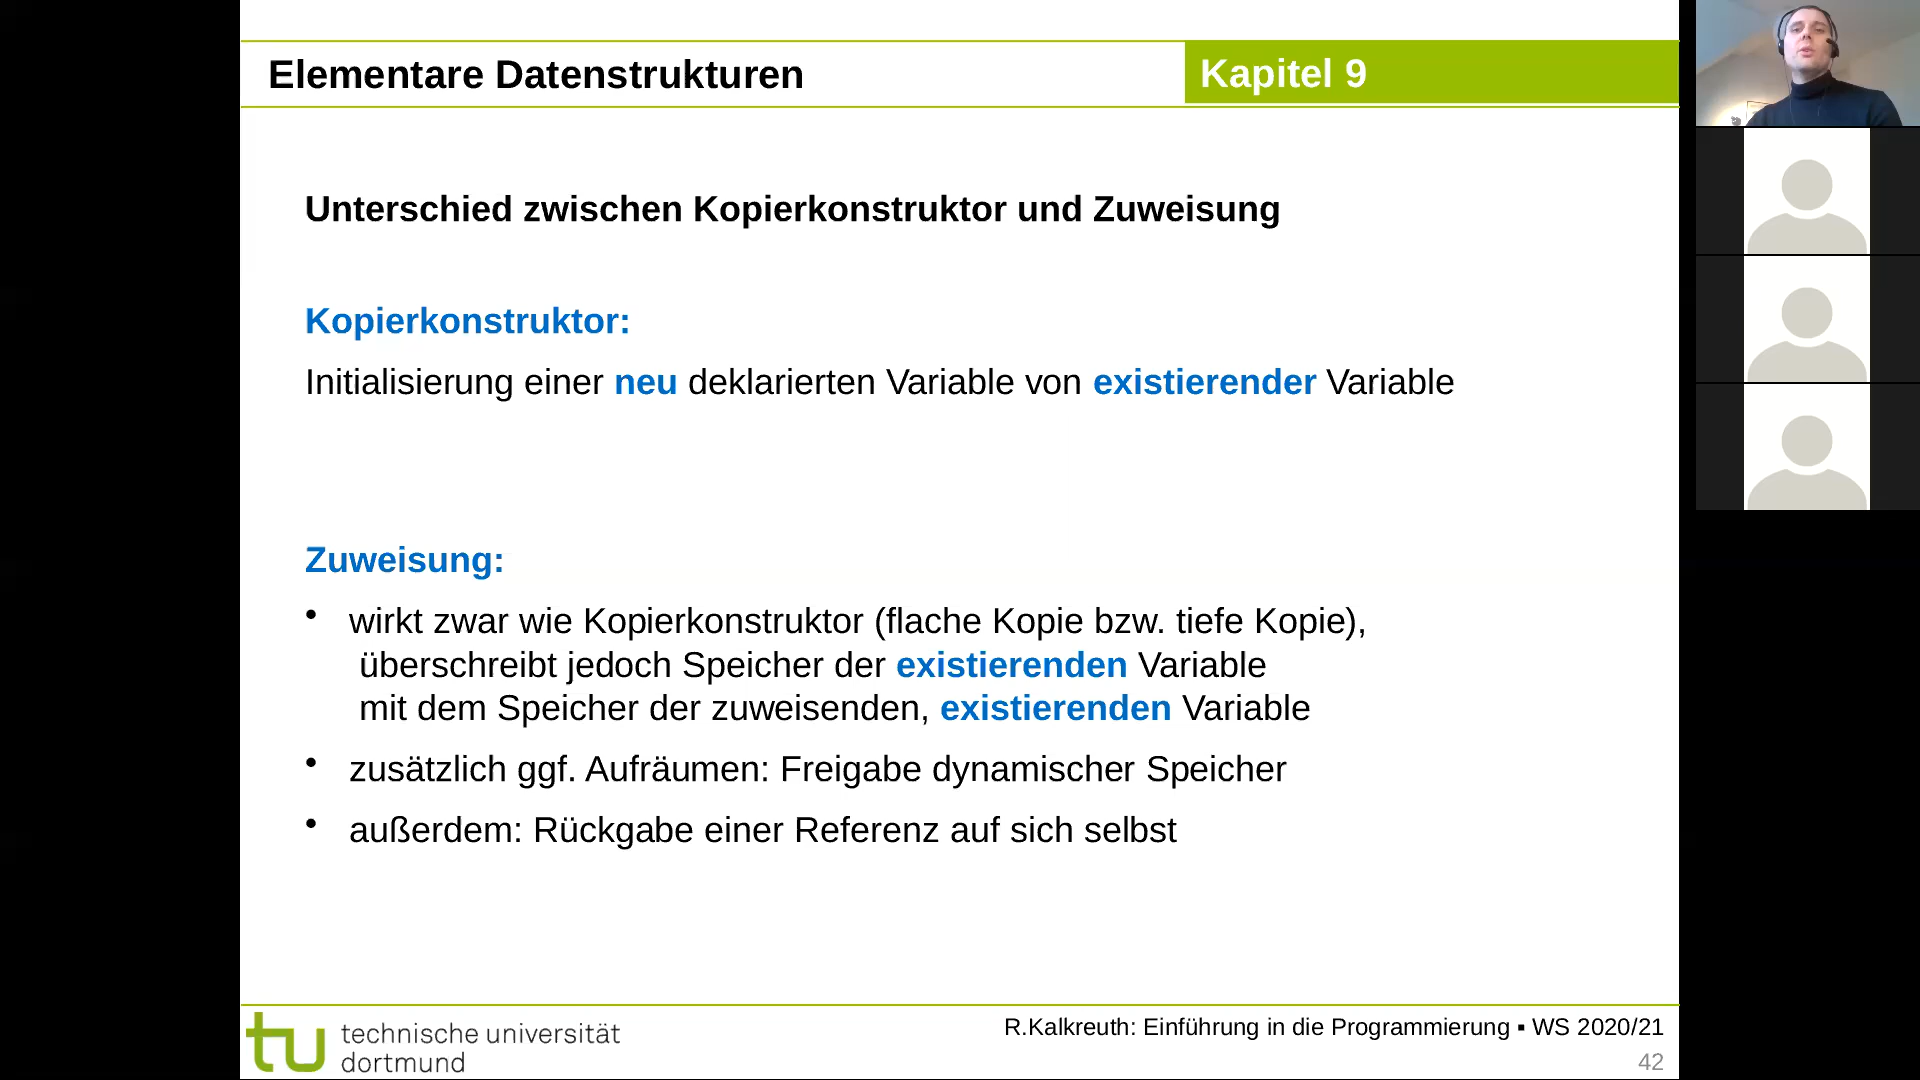 Elementare Datenstrukturen
Kapitel 9
Unterschied zwischen Kopierkonstruktor und Zuweisung
Kopierkonstruktor:
Initialisierung einer neu deklarierten Variable von existierender Variable
Zuweisung:
• wirkt zwar wie Kopierkonstruktor (flache Kopie bzw. tiefe Kopie),
überschreibt jedoch Speicher der existierenden Variable
mit dem Speicher der zuweisenden, existierenden Variable
• zusätzlich ggf. Aufräumen: Freigabe dynamischer Speicher
• außerdem: Rückgabe einer Referenz auf sich selbst
tu technische universität
dortmund
R.Kalkreuth: Einführung in die Programmierung ▪ WS 2020/21
42